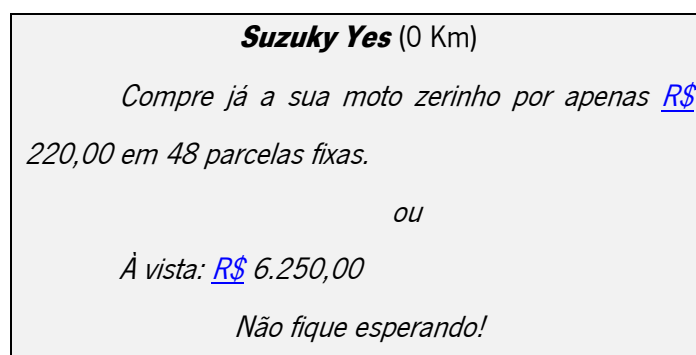 Suzuky Yes (0 Km)
Compre já a sua moto zerinho por apenas R$
220,00 em 48 parcelas fixas.
ou
À vista: R$ 6.250,00
Não fique esperando!